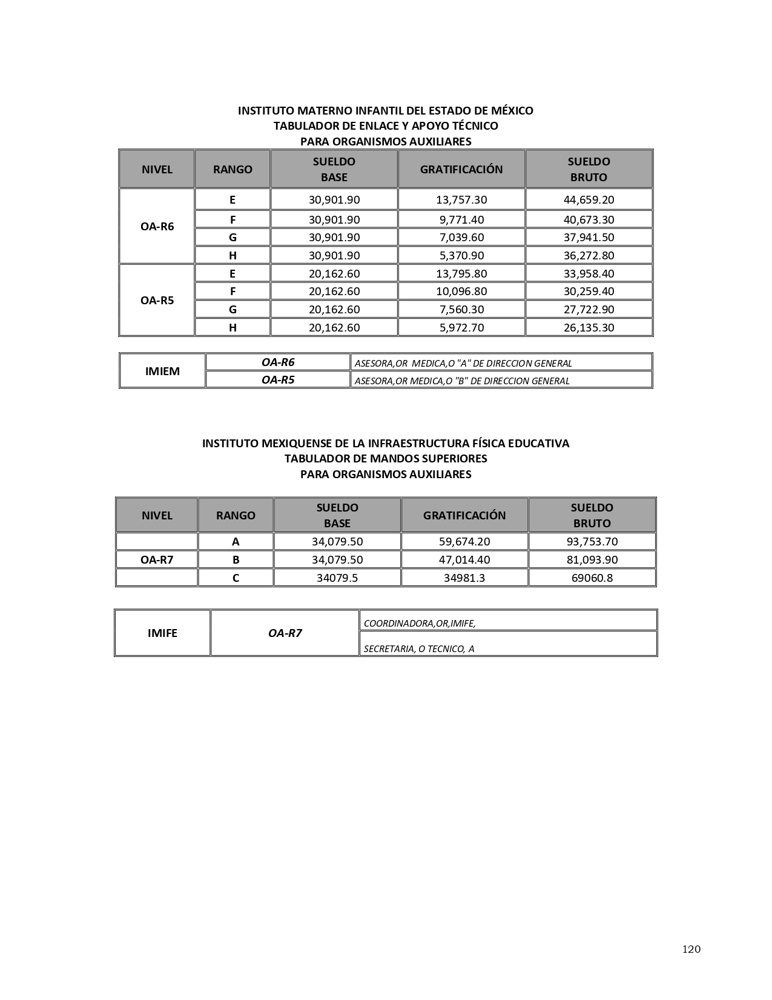 INSTITUTO MATERNO INFANTIL DEL ESTADO DE MÉXICO
TABULADOR DE ENLACE Y APOYO TÉCNICO
PARA ORGANISMOS AUXILIARES
NIVEL RANGO SUELDO BASE GRATIFICACIÓN SUELDO BRUTO
OA-R6
E 30,901.90 13,757.30 44,659.20
F 30,901.90 9,771.40 40,673.30
G 30,901.90 7,039.60 37,941.50
H 30,901.90 5,370.90 36,272.80
OA-R5
E 20,162.60 13,795.80 33,958.40
F 20,162.60 10,096.80 30,259.40
G 20,162.60 7,560.30 27,722.90
H 20,162.60 5,972.70 26,135.30
IMIEM
OA-R6 ASESORA,OR MEDICA,O "A" DE DIRECCION GENERAL
OA-R5 ASESORA,OR MEDICA,O "B" DE DIRECCION GENERAL
INSTITUTO MEXIQUENSE DE LA INFRAESTRUCTURA FÍSICA EDUCATIVA
TABULADOR DE MANDOS SUPERIORES
PARA ORGANISMOS AUXILIARES
NIVEL RANGO SUELDO BASE GRATIFICACIÓN SUELDO BRUTO
A 34,079.50 59,674.20 93,753.70
OA-R7 B 34,079.50 47,014.40 81,093.90
C 34079.5 34981.3 69060.8
IMIFE OA-R7
COORDINADORA,OR,IMIFE,
SECRETARIA, O TECNICO, A
120